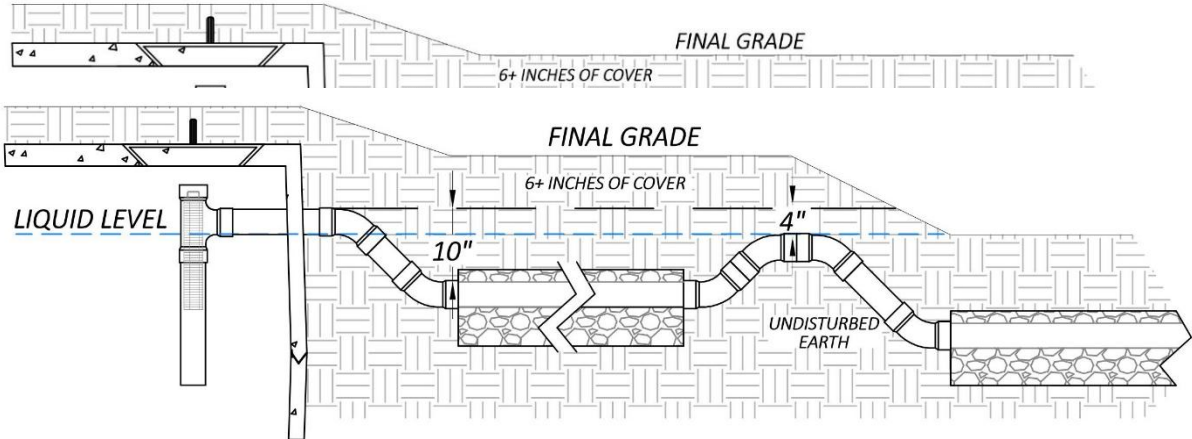 FINAL GRADE
6+ INCHES OF COVER
FINAL GRADE
6+ INCHES OF COVER
LIQUID LEVEL
4"
10"
UNDISTURBED
EARTH